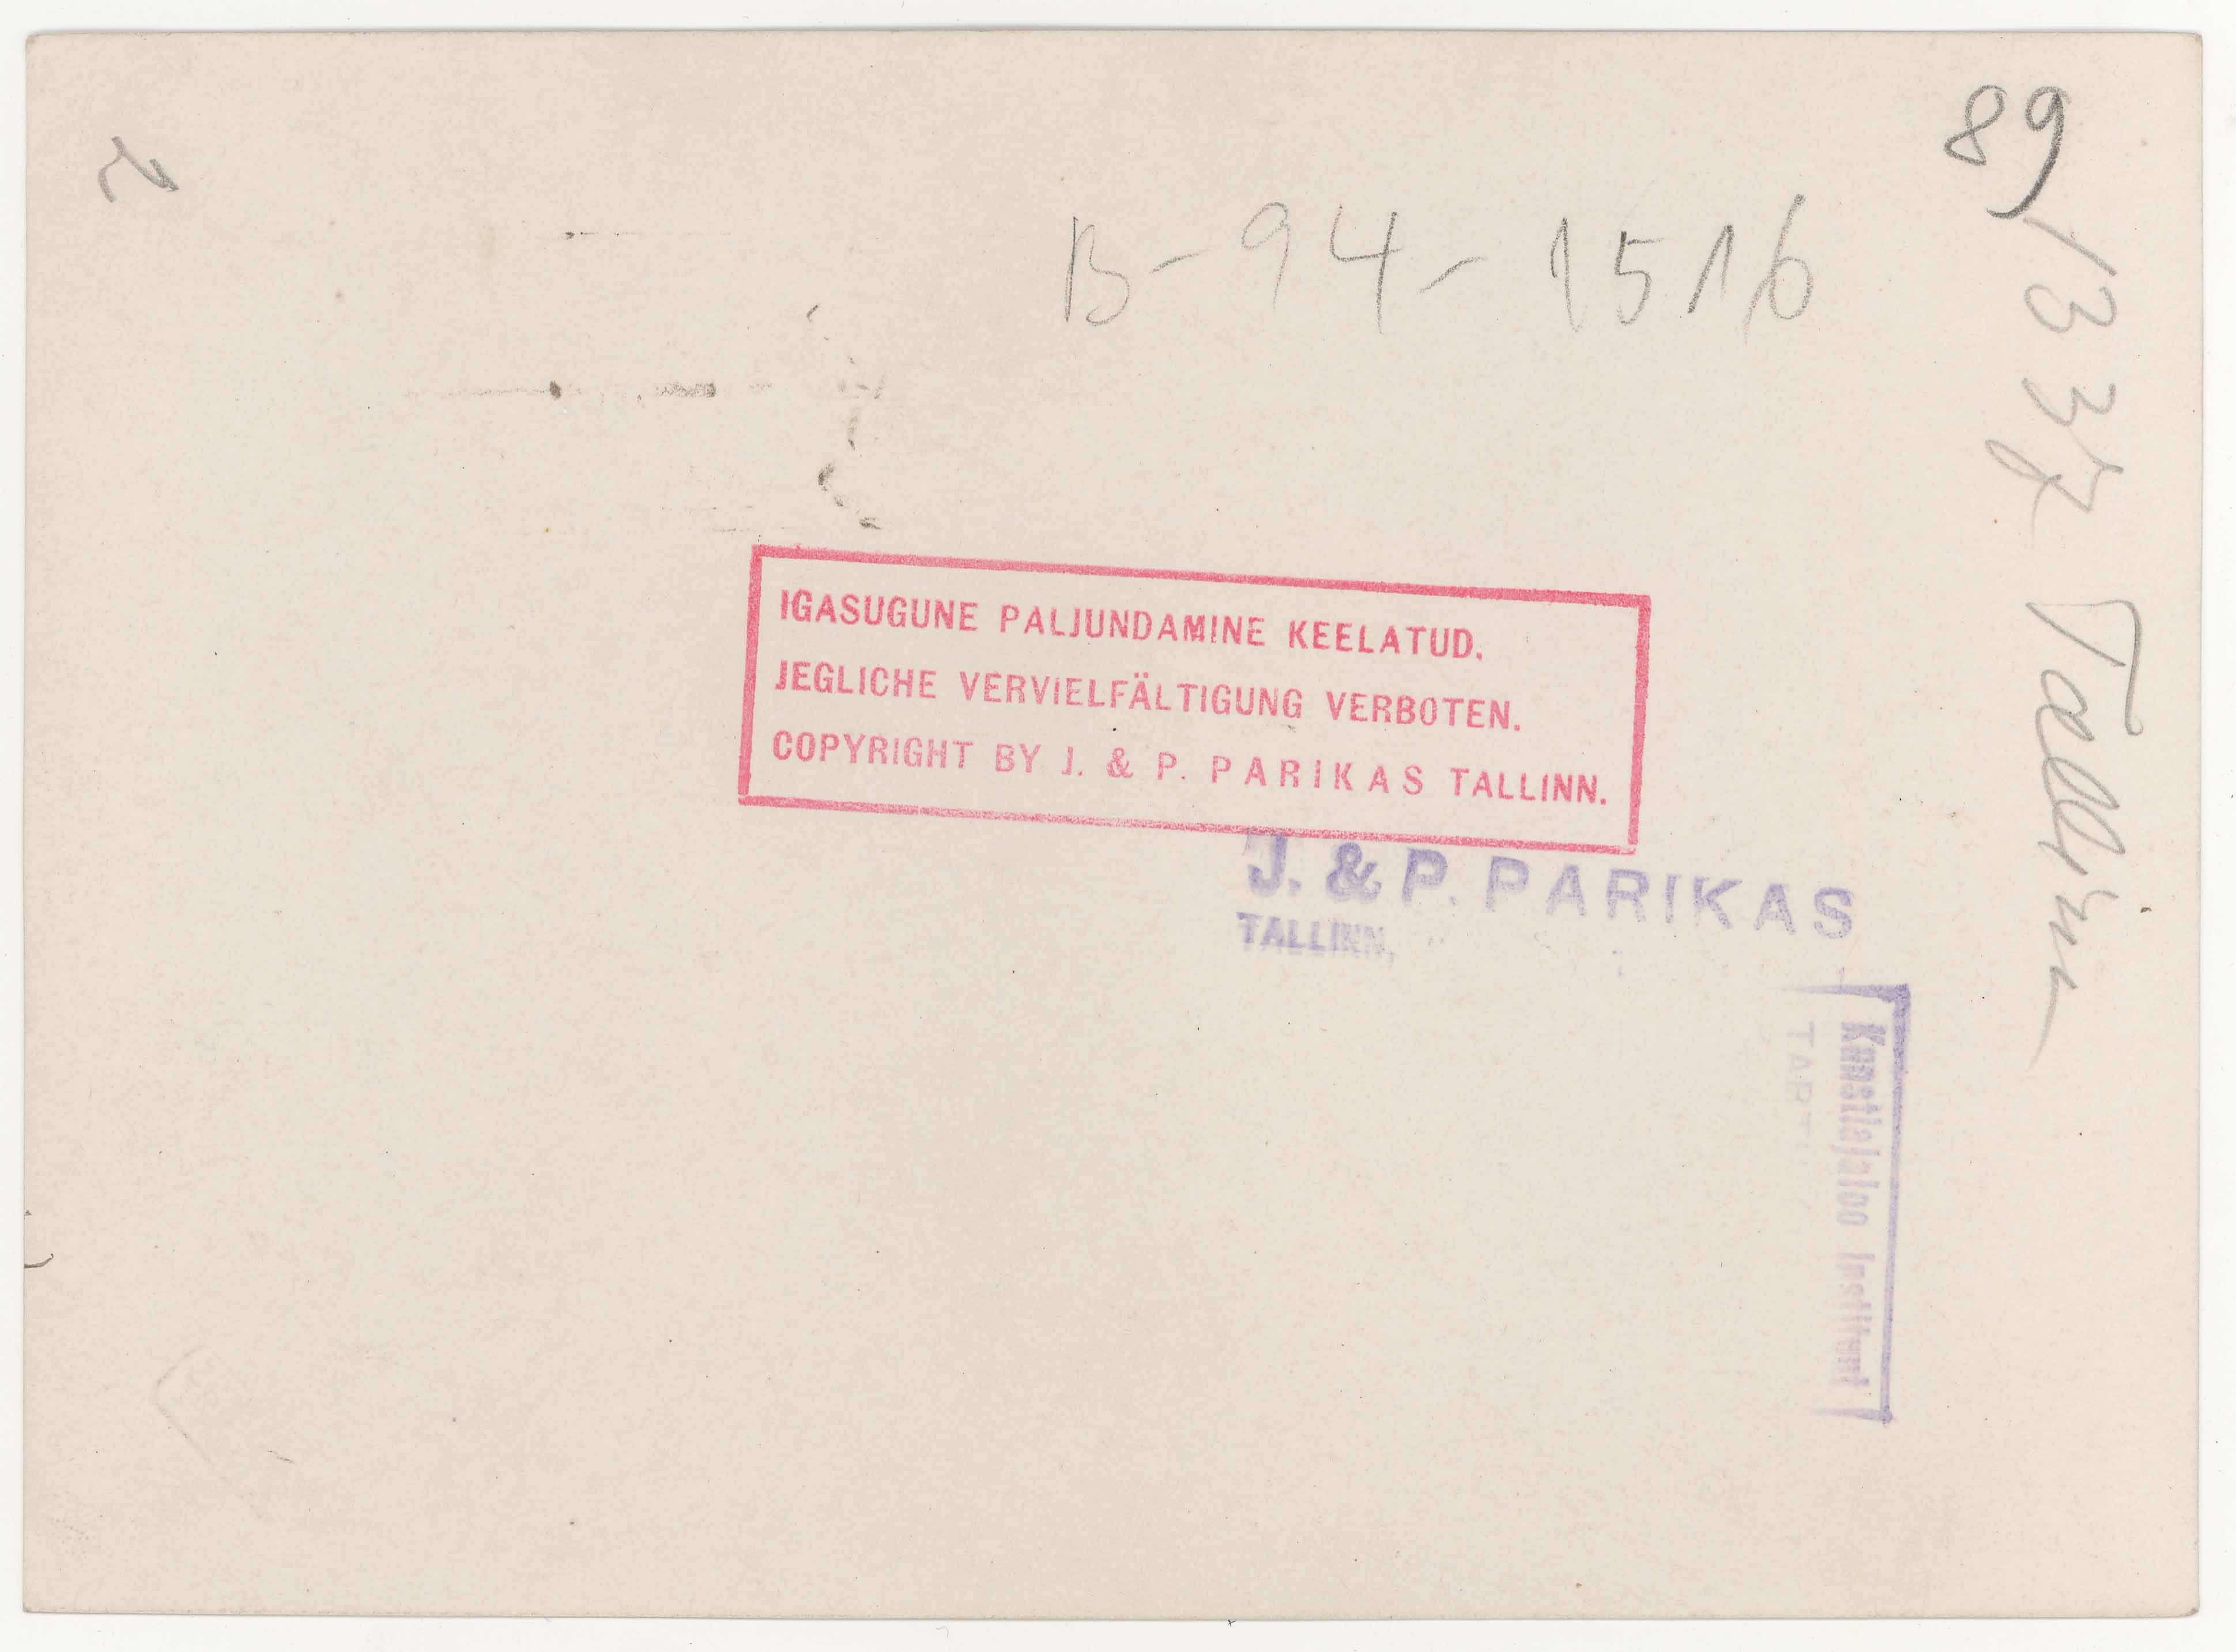 89
B-94-1516
1337 Tallinn
IGASUGUNE PALJUNDAMINE KEELATUD.
JEGLICHE VERVIELFÄLTIGUNG VERBOTEN.
COPYRIGHT BY J. & P. PARIKAS TALLINN.
J. & P. PARIKAS
TALLINN.
Kunstiajaloo Instituut